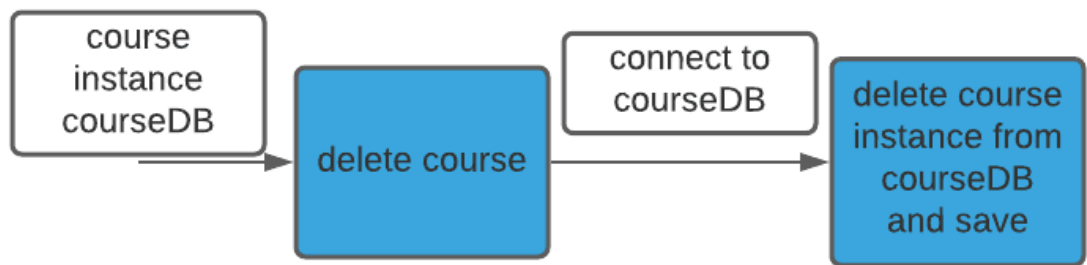 course
instance
courseDB
delete course
connect to
courseDB
delete course
instance from
courseDB
and save